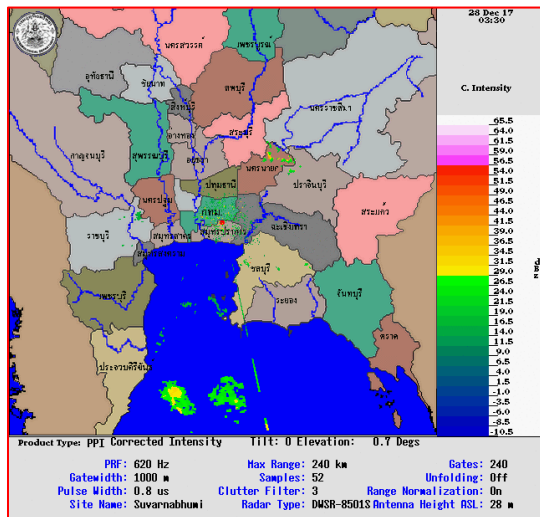 28 Dec 17
03:30
C. Intensity
65.5
64.0
61.5
59.0
56.5
54.0
51.5
49.0
46.5
44.0
41.5
39.0
36.5
34.0
31.5
29.0
26.5
24.0
21.5
19.0
16.5
14.0
11.5
9.0
6.5
4.0
1.5
-1.0
-3.5
-6.0
-8.5
-10.5
นครสวรรค์
เพชรบูรณ์
อุทัยธานี
ชัยนาท
ลพบุรี
สิงห์บุรี
นครราชสีมา
อ่างทอง
สระบุรี
กาญจนบุรี
สุพรรณบุรี
อยุธยา
นครนายก
ปราจีนบุรี
ปทุมธานี
นครปฐม
กทม.
สระแก้ว
ราชบุรี
สมุทรสาคร
สมุทรปราการ
ฉะเชิงเทรา
ชลบุรี
เพชรบุรี
ระยอง
จันทบุรี
ตราด
ประจวบคีรีขันธ์
Product Type: PPI Corrected Intensity Tilt: 0 Elevation: 0.7 Degs
PRF: 620 Hz Max Range: 240 km Gates: 240
Gatewidth: 1000 m Samples: 52 Unfolding: Off
Pulse Width: 0.8 us Clutter Filter: 3 Range Normalization: On
Site Name: Suvarnabhumi Radar Type: DWSR-8501S Antenna Height ASL: 28 m